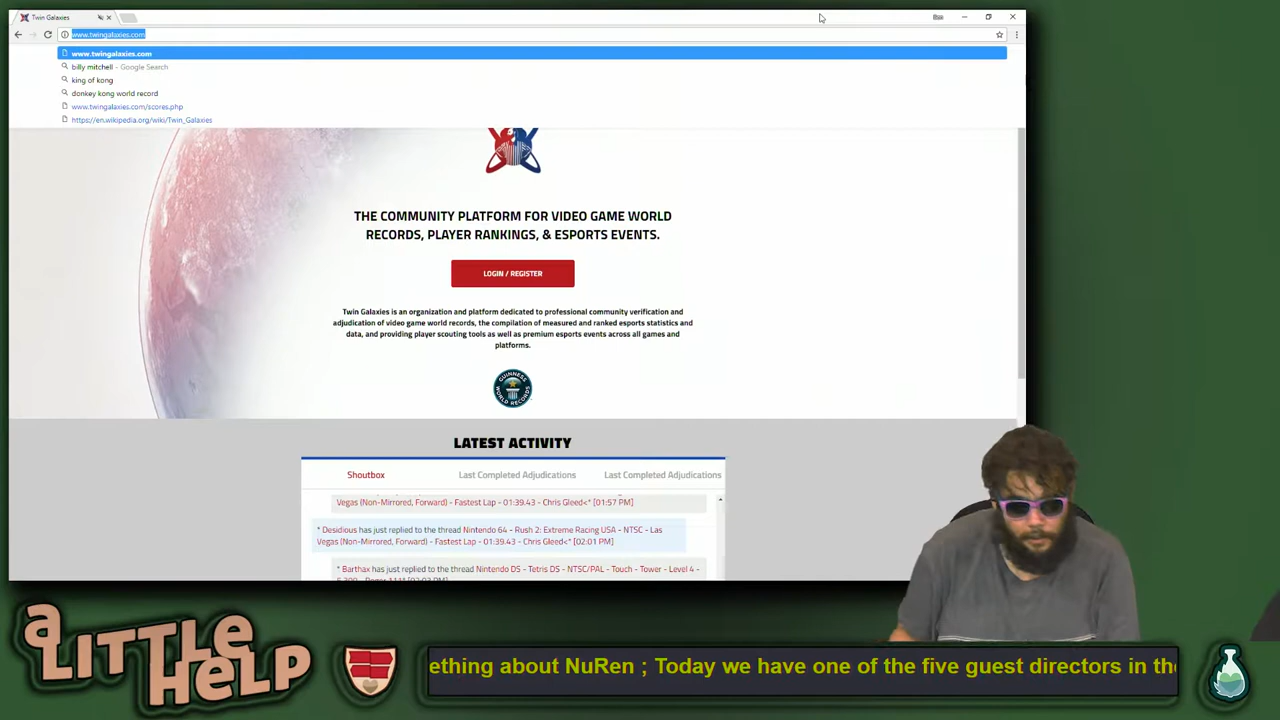 Twin Galaxies
www.twingalaxies.com
www.twingalaxies.com
billy mitchell - Google Search
king of kong
donkey kong world record
www.twingalaxies.com/scores.php
https://en.wikipedia.org/wiki/Twin_Galaxies
THE COMMUNITY PLATFORM FOR VIDEO GAME WORLD
RECORDS, PLAYER RANKINGS, & ESPORTS EVENTS.
LOGIN / REGISTER
Twin Galaxies is an organization and platform dedicated to professional community verification and
adjudication of video game world records, the compilation of measured and ranked esports statistics and
data, and providing player scouting tools as well as premium esports events across all games and
platforms.
GUINNESS
WORLD RECORDS
LATEST ACTIVITY
Shoutbox Last Completed Adjudications Last Completed Adjudications
Vegas (Non-Mirrored, Forward) - Fastest Lap - 01:39.43 - Chris Gleed<* [01:57 PM]
* Desidious has just replied to the thread Nintendo 64 - Rush 2: Extreme Racing USA - NTSC - Las
Vegas (Non-Mirrored, Forward) - Fastest Lap - 01:39.43 - Chris Gleed<* [02:01 PM]
* Barthax has just replied to the thread Nintendo DS - Tetris DS - NTSC/PAL - Touch - Tower - Level 4 -
a LITTLE HELP
ething about NuRen ; Today we have one of the five guest directors in the